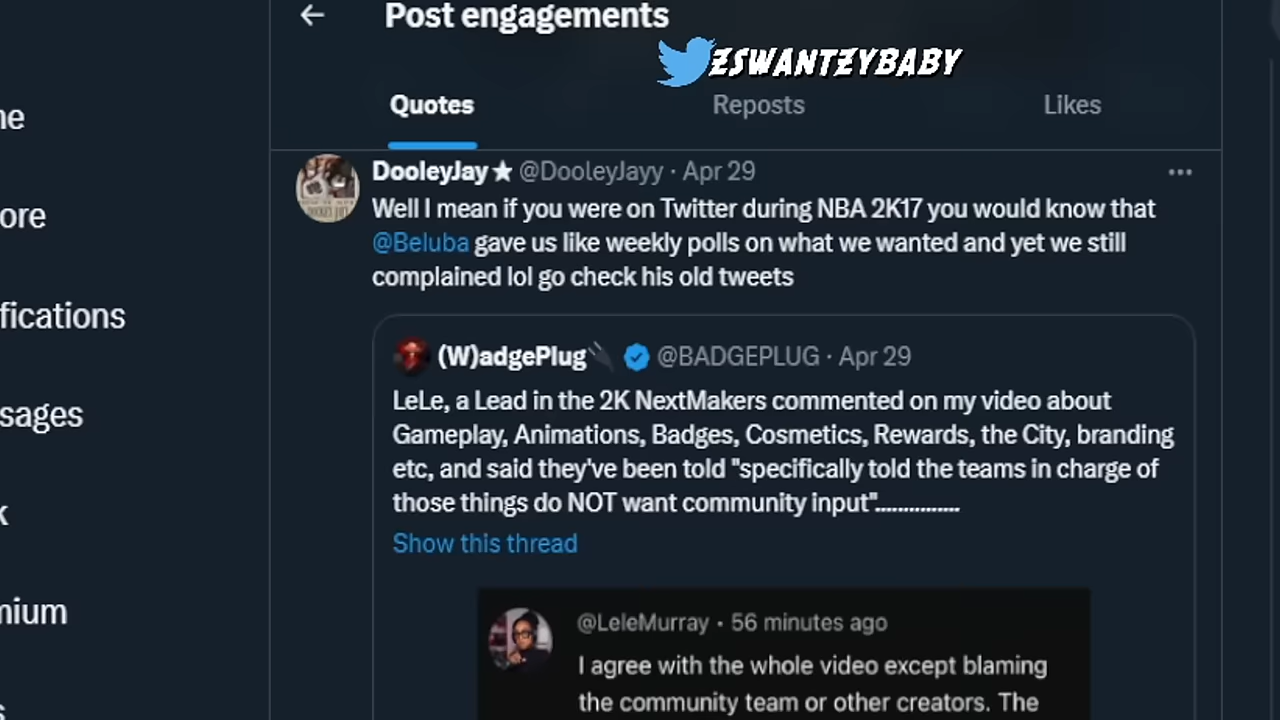 Post engagements
ZSWANTZYBABY
Quotes
Reposts
Likes
DooleyJay★ @DooleyJayy · Apr 29
Well I mean if you were on Twitter during NBA 2K17 you would know that
@Beluba gave us like weekly polls on what we wanted and yet we still
complained lol go check his old tweets
(W)adgePlug🔌 @BADGEPLUG · Apr 29
LeLe, a Lead in the 2K NextMakers commented on my video about
Gameplay, Animations, Badges, Cosmetics, Rewards, the City, branding
etc, and said they've been told "specifically told the teams in charge of
those things do NOT want community input"...............
Show this thread
@LeleMurray • 56 minutes ago
I agree with the whole video except blaming
the community team or other creators. The
ne
ore
fications
sages
k
mium
s